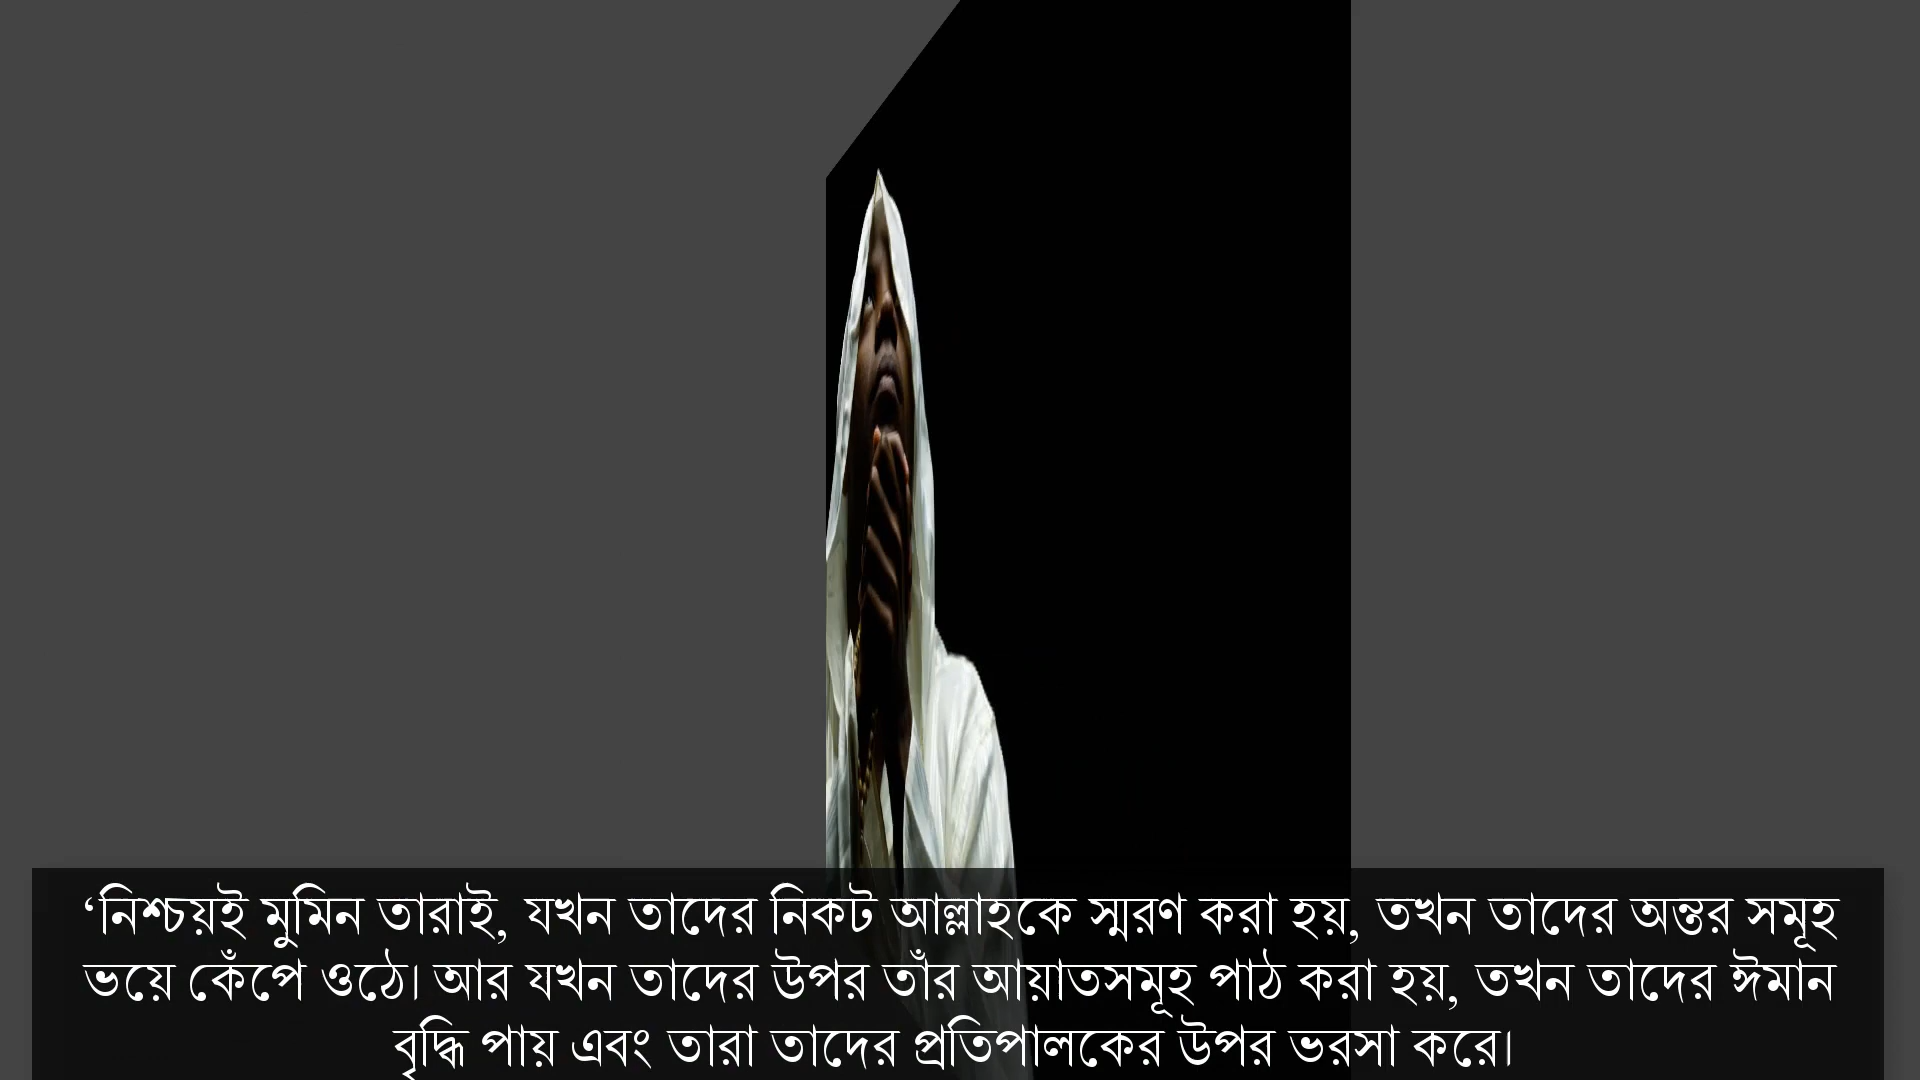 ‘নিশ্চয়ই মুমিন তারাই, যখন তাদের নিকট আল্লাহকে স্মরণ করা হয়, তখন তাদের অন্তর সমূহ
ভয়ে কেঁপে ওঠে। আর যখন তাদের উপর তাঁর আয়াতসমূহ পাঠ করা হয়, তখন তাদের ঈমান
বৃদ্ধি পায় এবং তারা তাদের প্রতিপালকের উপর ভরসা করে।